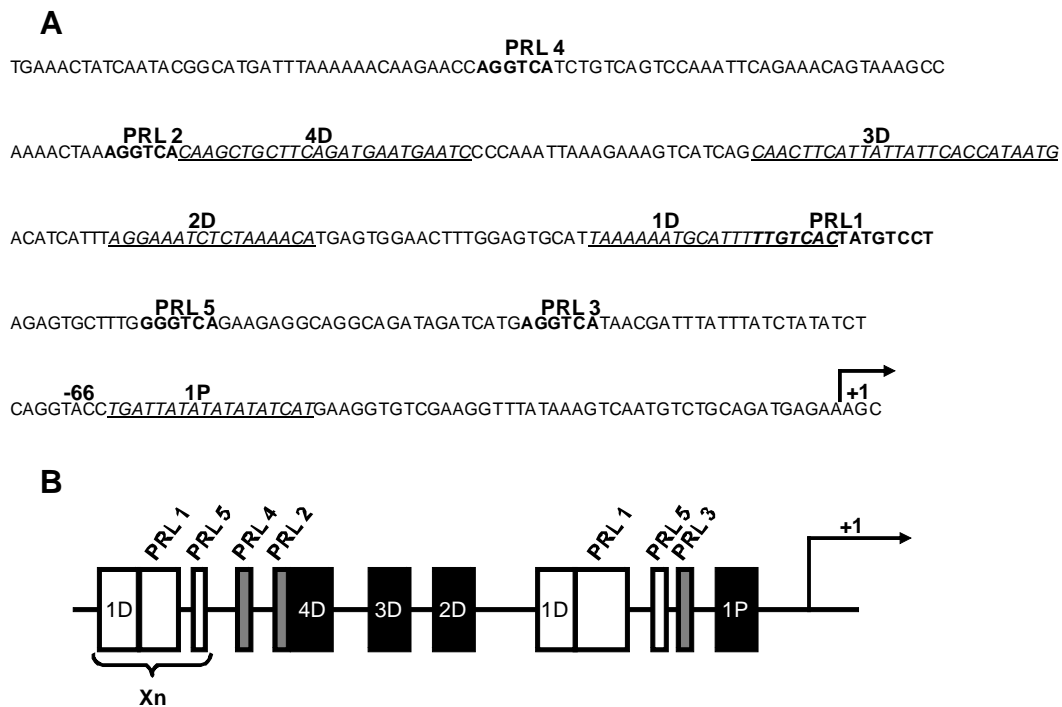 A
PRL 4
TGAAACTATCAATACGGCATGATTTAAAAAACAAGAACCAGGTCATCTGTCAGTCCAAATTCAGAAACAGTAAAGCC
PRL 2 4D 3D
AAAACTAAAGGTCACAAGCTGCTTCAGATGAATGAATCCCCAAATTAAAGAAAGTCATCAGCAACTTCATTATTATTCACCATAATG
2D 1D PRL1
ACATCATTTAGGAAATCTCTAAAACATGAGTGGAACTTTGGAGTGCATTAAAAAATGCATTTTTGTCACTATGTCCT
PRL 5 PRL 3
AGAGTGCTTTGGGGTCAGAAGAGGCAGGCAGATAGATCATGAGGTCATAACGATTTATTTATCTATATCT
-66 1P +1
CAGGTACCTGATTATATATATATCATGAAGGTGTCGAAGGTTTATAAAGTCAATGTCTGCAGATGAGAAAGC
B
PRL 1 PRL 5 PRL 4 PRL 2 PRL 1 PRL 5 PRL 3 +1
1D 4D 3D 2D 1D 1P
Xn